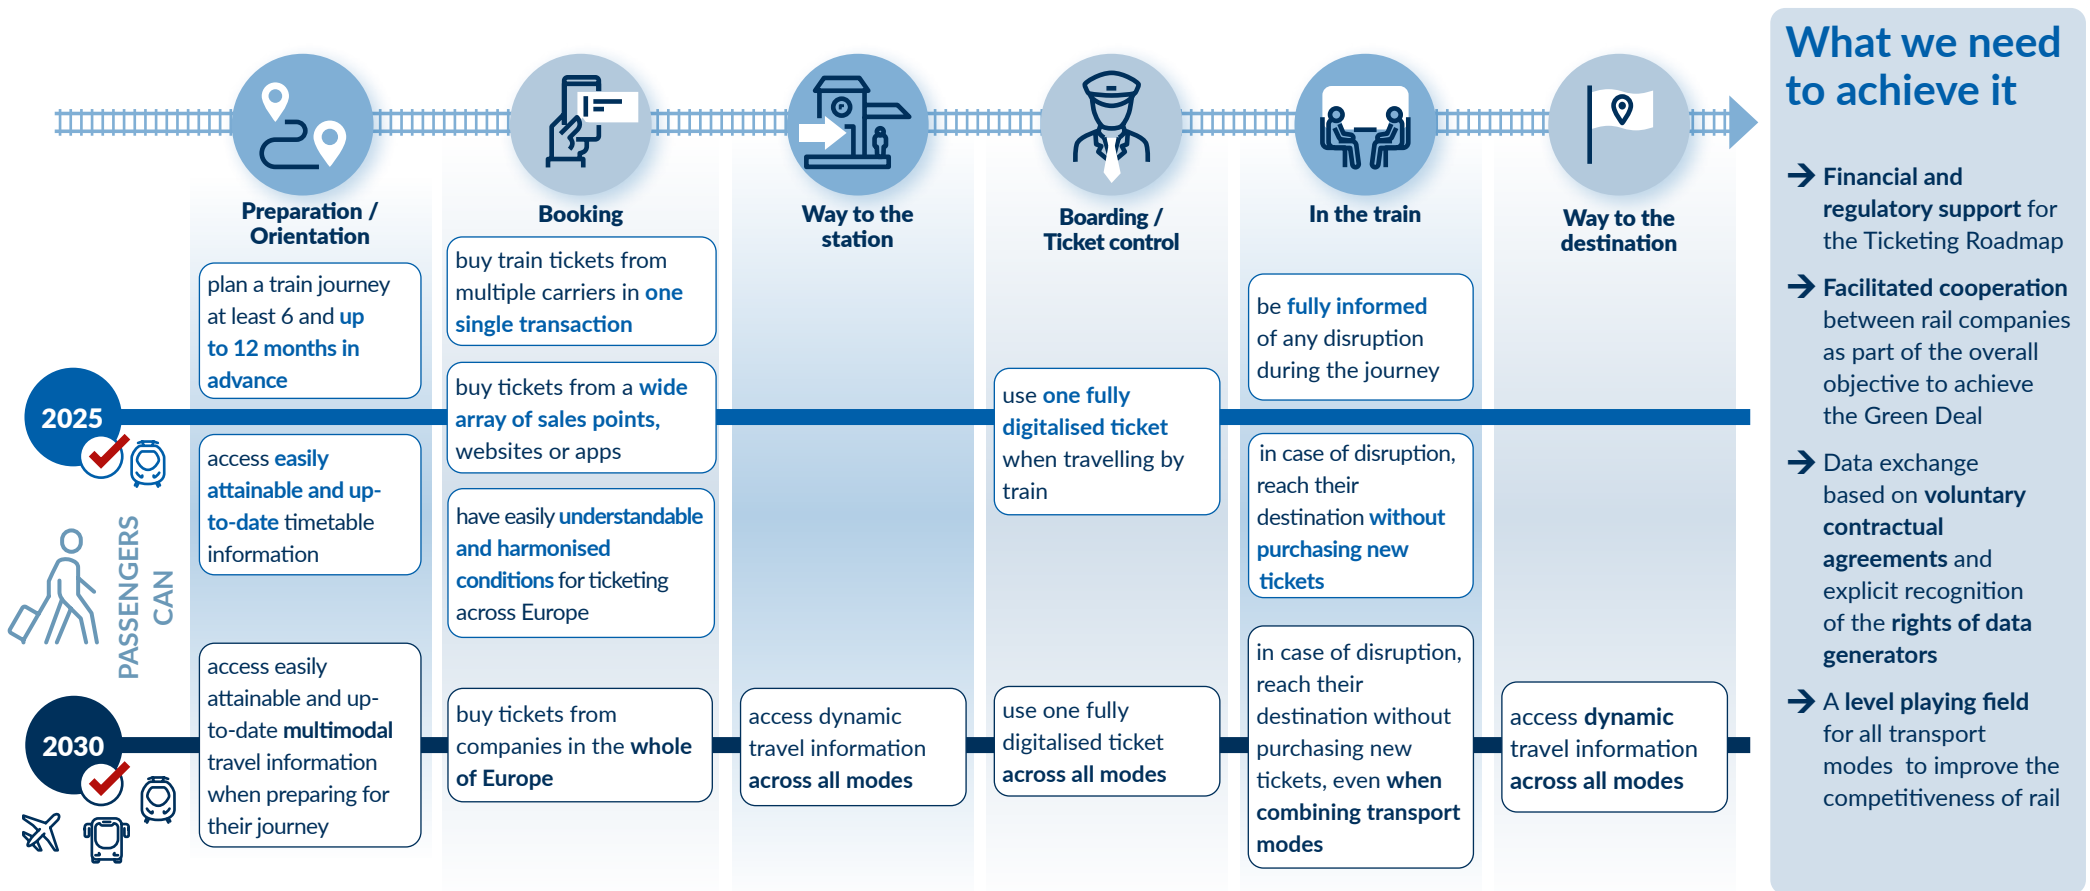 Preparation /
Orientation
Booking
Way to the
station
Boarding /
Ticket control
In the train
Way to the
destination
2025
plan a train journey
at least 6 and up
to 12 months in
advance
access easily
attainable and up-
to-date timetable
information
buy train tickets from
multiple carriers in one
single transaction
buy tickets from a wide
array of sales points,
websites or apps
have easily understandable
and harmonised
conditions for ticketing
across Europe
use one fully
digitalised ticket
when travelling by
train
be fully informed
of any disruption
during the journey
in case of disruption,
reach their
destination without
purchasing new
tickets
PASSENGERS
CAN
2030
access easily
attainable and up-
to-date multimodal
travel information
when preparing for
their journey
buy tickets from
companies in the whole
of Europe
access dynamic
travel information
across all modes
use one fully
digitalised ticket
across all modes
in case of disruption,
reach their
destination without
purchasing new
tickets, even when
combining transport
modes
access dynamic
travel information
across all modes
What we need
to achieve it
→ Financial and
regulatory support for
the Ticketing Roadmap
→ Facilitated cooperation
between rail companies
as part of the overall
objective to achieve
the Green Deal
→ Data exchange
based on voluntary
contractual
agreements and
explicit recognition
of the rights of data
generators
→ A level playing field
for all transport
modes to improve the
competitiveness of rail